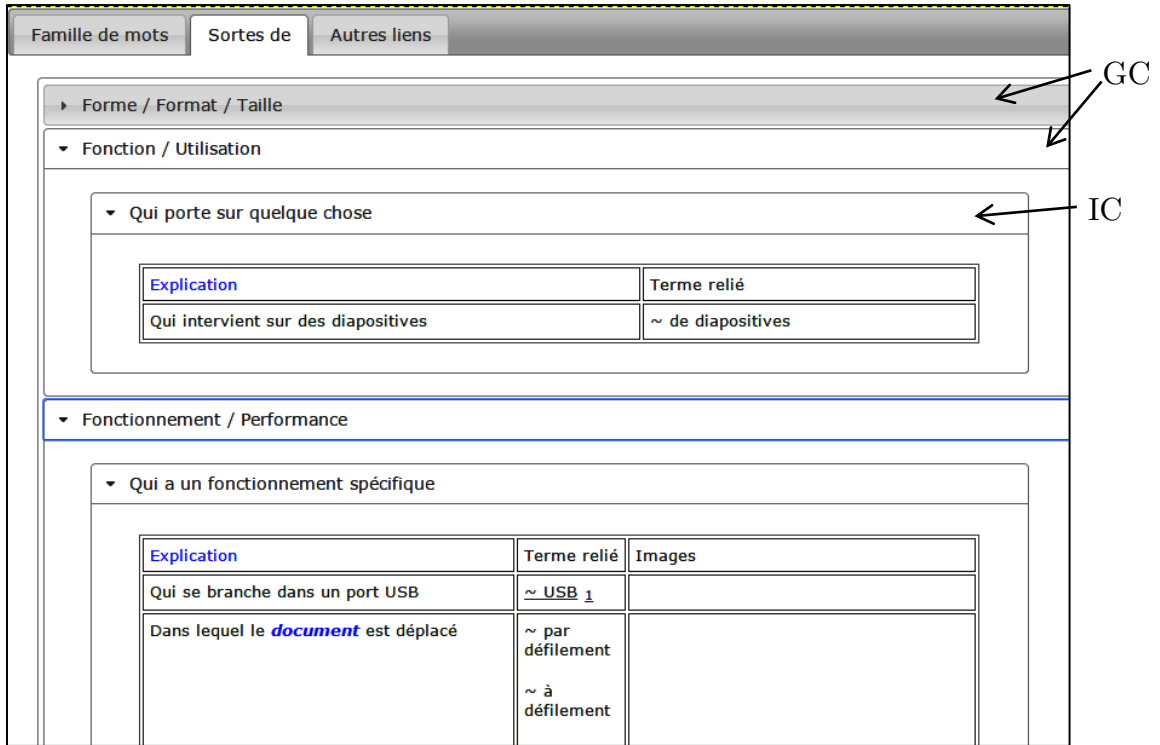 Famille de mots Sortes de Autres liens
GC
Forme / Format / Taille
Fonction / Utilisation
IC
Qui porte sur quelque chose
Explication Terme relié
Qui intervient sur des diapositives ~ de diapositives
Fonctionnement / Performance
Qui a un fonctionnement spécifique
Explication Terme relié Images
Qui se branche dans un port USB ~ USB 1
Dans lequel le document est déplacé ~ par
défilement
~ à
défilement